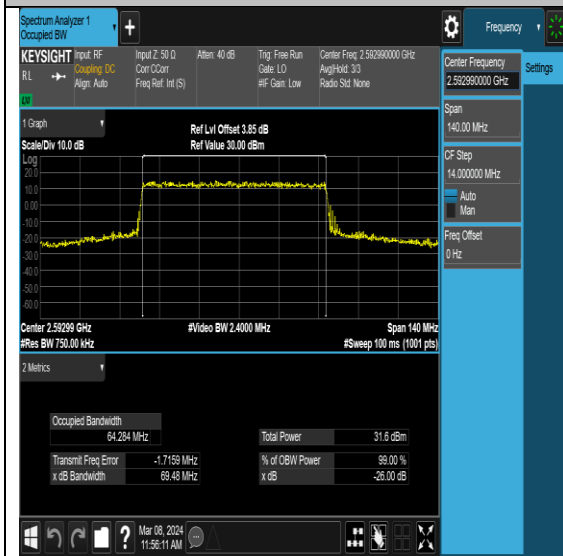 Spectrum Analyzer 1
Occupied BW
Frequency
KEYSIGHT
RL
Input: RF
Coupling: DC
Align: Auto
Input Z: 50 Ω
Corr CCorr
Freq Ref: Int (S)
Atten: 40 dB
Trig: Free Run
Gate: LO
#IF Gain: Low
Center Freq: 2.592990000 GHz
Avg|Hold: 3/3
Radio Std: None
Center Frequency
2.592990000 GHz
Settings
Span
140.00 MHz
CF Step
14.000000 MHz
Auto
Man
Freq Offset
0 Hz
1 Graph
Scale/Div 10.0 dB
Ref Lvl Offset 3.85 dB
Ref Value 30.00 dBm
Log
20.0
10.0
0.00
-10.0
-20.0
-30.0
-40.0
-50.0
-60.0
Center 2.59299 GHz
#Res BW 750.00 kHz
#Video BW 2.4000 MHz
Span 140 MHz
#Sweep 100 ms (1001 pts)
2 Metrics
Occupied Bandwidth
64.284 MHz
Total Power 31.6 dBm
Transmit Freq Error -1.7159 MHz
% of OBW Power 99.00 %
x dB Bandwidth 69.48 MHz
x dB -26.00 dB
Mar 08, 2024
11:56:11 AM